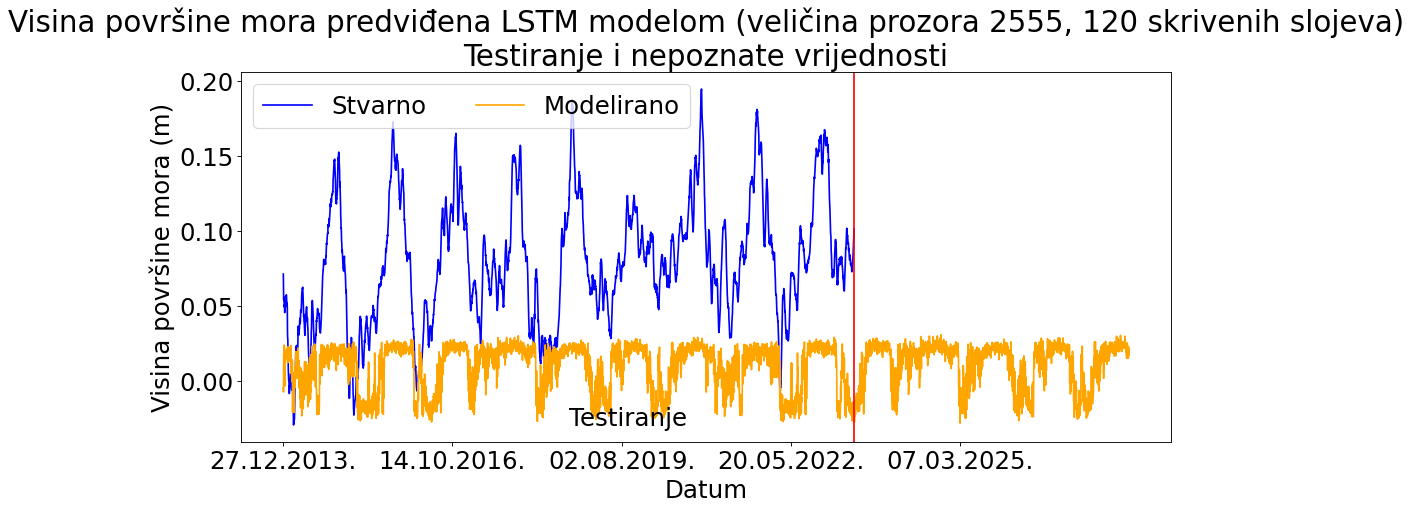 Visina površine mora predviđena LSTM modelom (veličina prozora 2555, 120 skrivenih slojeva)
Testiranje i nepoznate vrijednosti
Stvarno
Modelirano
Visina površine mora (m)
0.20
0.15
0.10
0.05
0.00
Testiranje
27.12.2013.
14.10.2016.
02.08.2019.
20.05.2022.
07.03.2025.
Datum